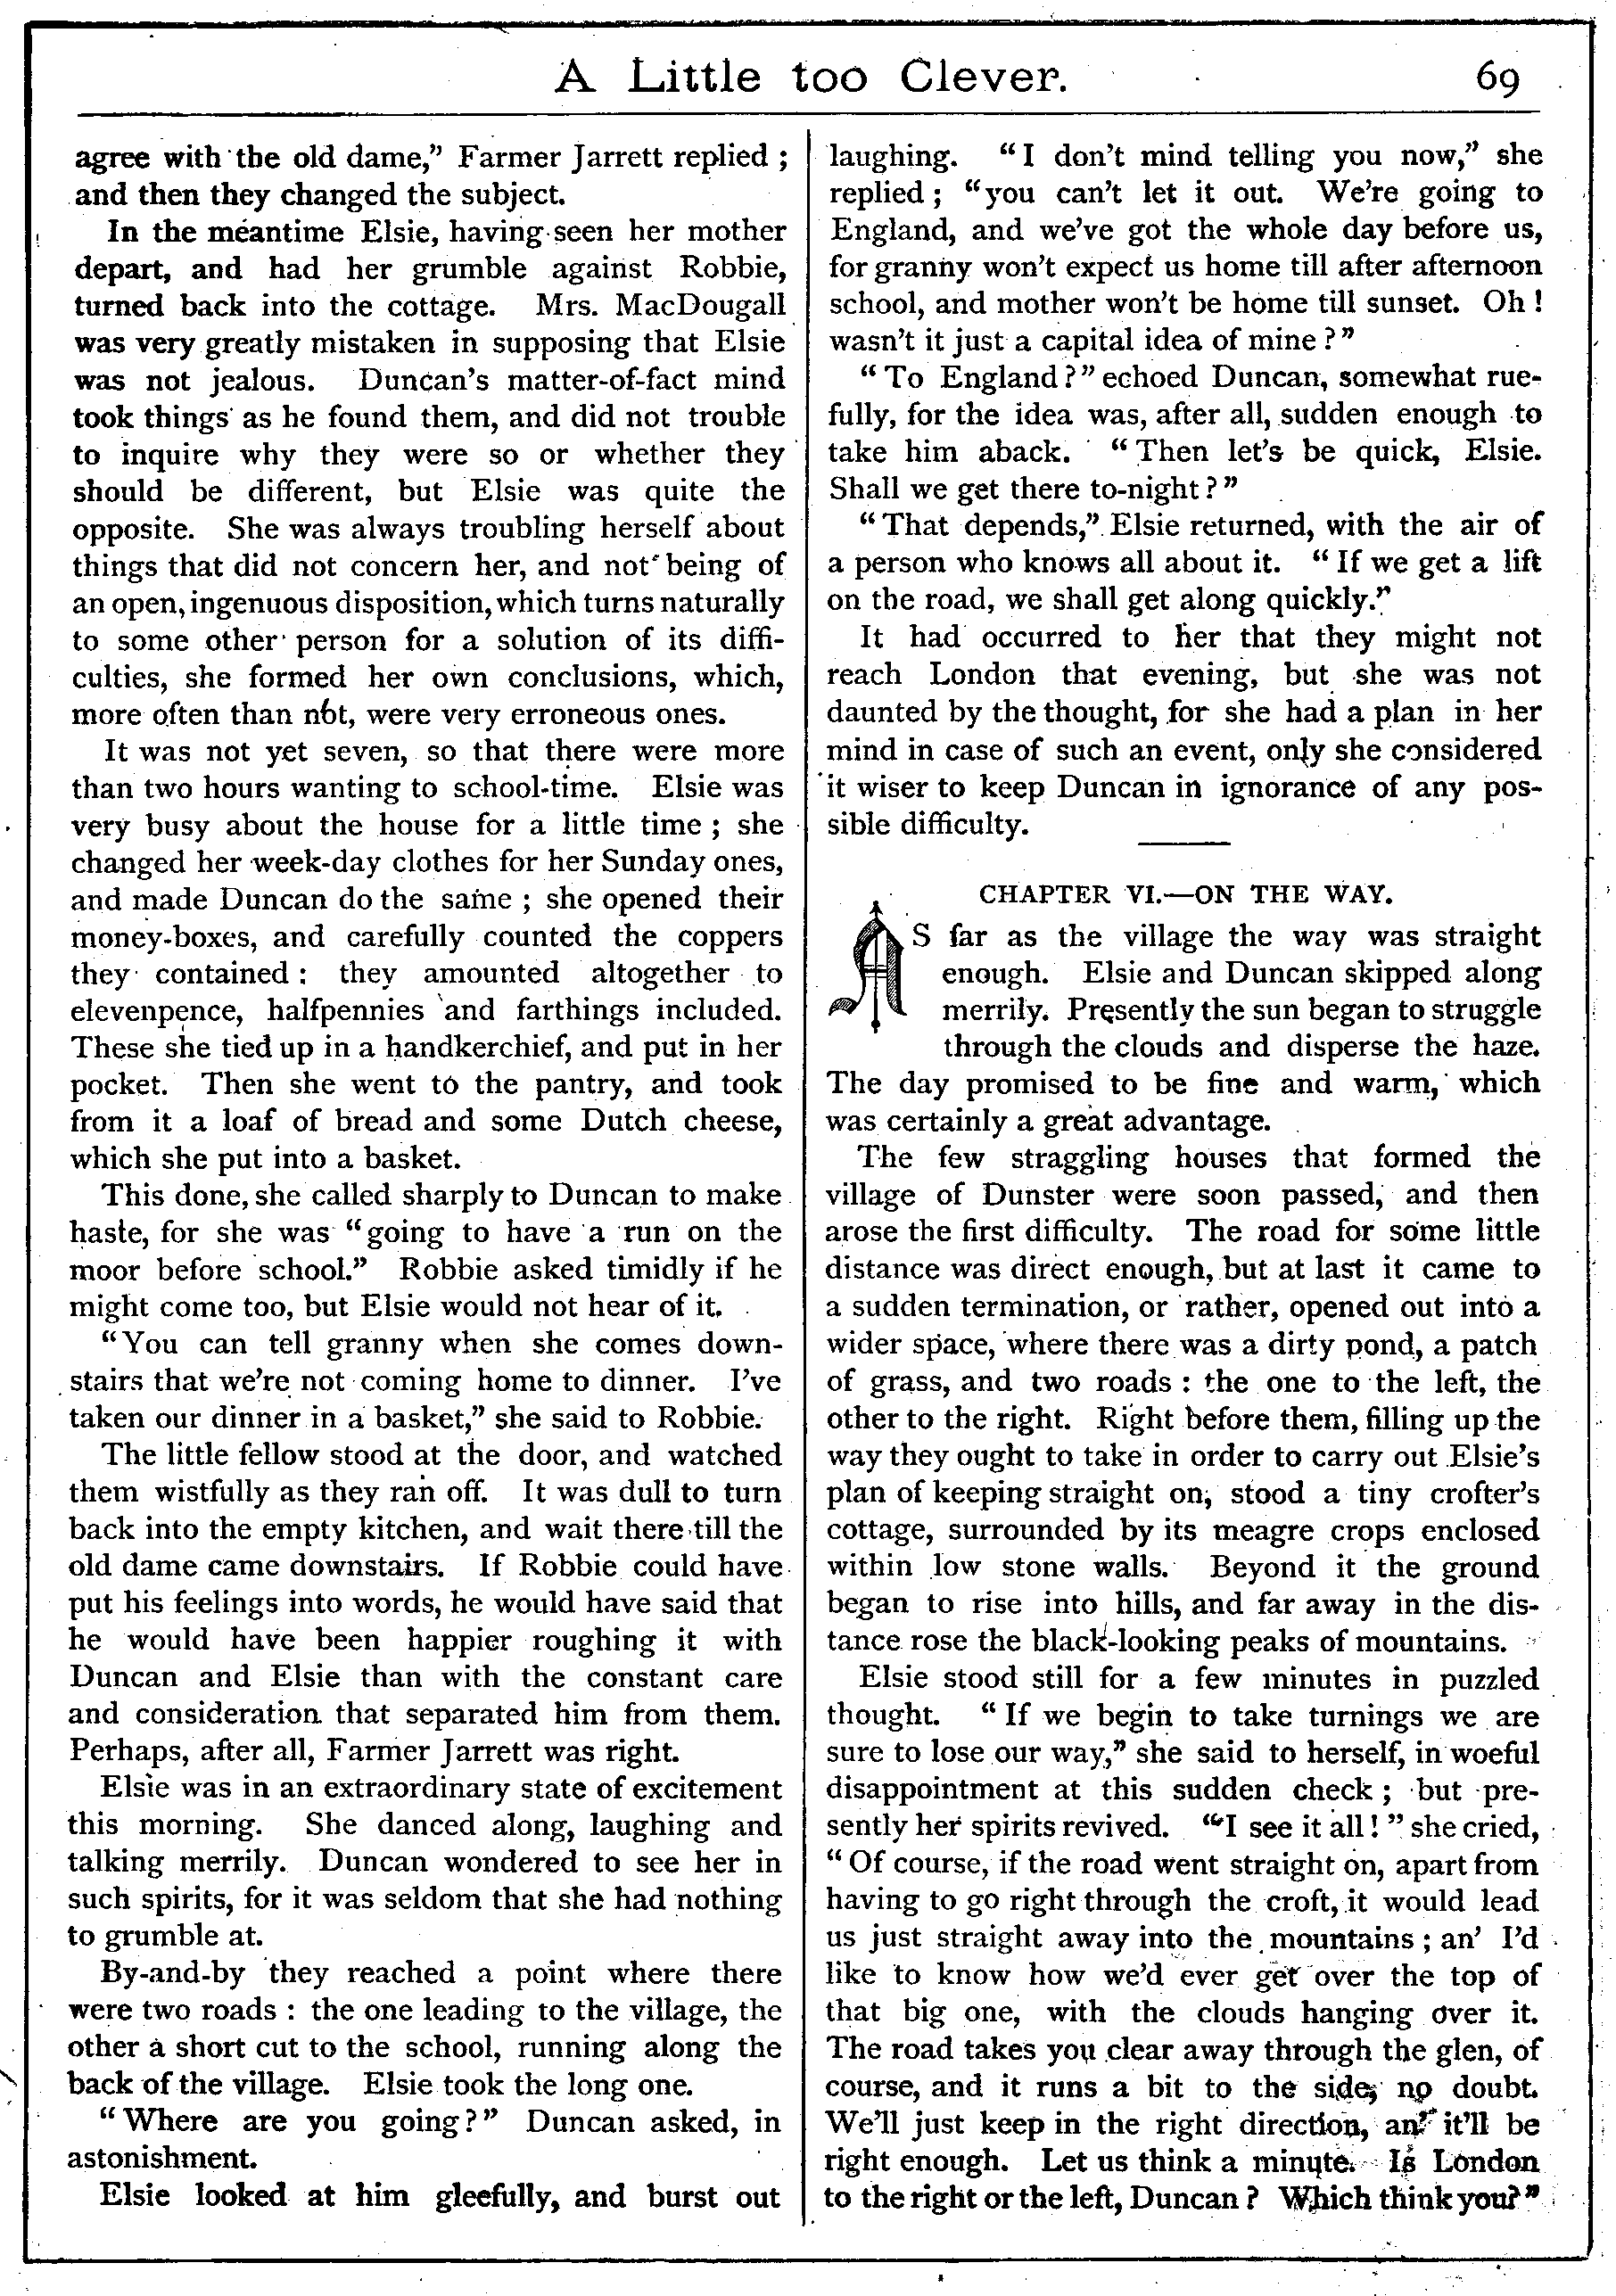 A Little too Clever. 69
agree with the old dame,” Farmer Jarrett replied ;
and then they changed the subject.
In the meantime Elsie, having seen her mother
depart, and had her grumble against Robbie,
turned back into the cottage. Mrs. MacDougall
was very greatly mistaken in supposing that Elsie
was not jealous. Duncan’s matter-of-fact mind
took things as he found them, and did not trouble
to inquire why they were so or whether they
should be different, but Elsie was quite the
opposite. She was always troubling herself about
things that did not concern her, and not being of
an open, ingenuous disposition, which turns naturally
to some other person for a solution of its diffi-
culties, she formed her own conclusions, which,
more often than not, were very erroneous ones.
It was not yet seven, so that there were more
than two hours wanting to school-time. Elsie was
very busy about the house for a little time ; she
changed her week-day clothes for her Sunday ones,
and made Duncan do the same ; she opened their
money-boxes, and carefully counted the coppers
they contained : they amounted altogether to
elevenpence, halfpennies and farthings included.
These she tied up in a handkerchief, and put in her
pocket. Then she went to the pantry, and took
from it a loaf of bread and some Dutch cheese,
which she put into a basket.
This done, she called sharply to Duncan to make
haste, for she was “going to have a run on the
moor before school.” Robbie asked timidly if he
might come too, but Elsie would not hear of it.
“You can tell granny when she comes down-
stairs that we’re not coming home to dinner. I’ve
taken our dinner in a basket,” she said to Robbie.
The little fellow stood at the door, and watched
them wistfully as they ran off. It was dull to turn
back into the empty kitchen, and wait there till the
old dame came downstairs. If Robbie could have
put his feelings into words, he would have said that
he would have been happier roughing it with
Duncan and Elsie than with the constant care
and consideration that separated him from them.
Perhaps, after all, Farmer Jarrett was right.
Elsie was in an extraordinary state of excitement
this morning. She danced along, laughing and
talking merrily. Duncan wondered to see her in
such spirits, for it was seldom that she had nothing
to grumble at.
By-and-by they reached a point where there
were two roads : the one leading to the village, the
other a short cut to the school, running along the
back of the village. Elsie took the long one.
“Where are you going?” Duncan asked, in
astonishment.
Elsie looked at him gleefully, and burst out
laughing. “I don’t mind telling you now,” she
replied ; “you can’t let it out. We’re going to
England, and we’ve got the whole day before us,
for granny won’t expect us home till after afternoon
school, and mother won’t be home till sunset. Oh !
wasn’t it just a capital idea of mine ?”
“To England?” echoed Duncan, somewhat rue-
fully, for the idea was, after all, sudden enough to
take him aback. “Then let’s be quick, Elsie.
Shall we get there to-night ?”
“That depends,” Elsie returned, with the air of
a person who knows all about it. “If we get a lift
on the road, we shall get along quickly.”
It had occurred to her that they might not
reach London that evening, but she was not
daunted by the thought, for she had a plan in her
mind in case of such an event, only she considered
it wiser to keep Duncan in ignorance of any pos-
sible difficulty.
CHAPTER VI.—ON THE WAY.
AS far as the village the way was straight
enough. Elsie and Duncan skipped along
merrily. Presently the sun began to struggle
through the clouds and disperse the haze.
The day promised to be fine and warm, which
was certainly a great advantage.
The few straggling houses that formed the
village of Dunster were soon passed, and then
arose the first difficulty. The road for some little
distance was direct enough, but at last it came to
a sudden termination, or rather, opened out into a
wider space, where there was a dirty pond, a patch
of grass, and two roads : the one to the left, the
other to the right. Right before them, filling up the
way they ought to take in order to carry out Elsie’s
plan of keeping straight on, stood a tiny crofter’s
cottage, surrounded by its meagre crops enclosed
within low stone walls. Beyond it the ground
began to rise into hills, and far away in the dis-
tance rose the black-looking peaks of mountains.
Elsie stood still for a few minutes in puzzled
thought. “If we begin to take turnings we are
sure to lose our way,” she said to herself, in woeful
disappointment at this sudden check ; but pre-
sently her spirits revived. “I see it all !” she cried,
“Of course, if the road went straight on, apart from
having to go right through the croft, it would lead
us just straight away into the mountains ; an’ I’d
like to know how we’d ever get over the top of
that big one, with the clouds hanging over it.
The road takes you clear away through the glen, of
course, and it runs a bit to the side, no doubt.
We’ll just keep in the right direction, an’ it’ll be
right enough. Let us think a minute. Is London
to the right or the left, Duncan ? Which think you?”